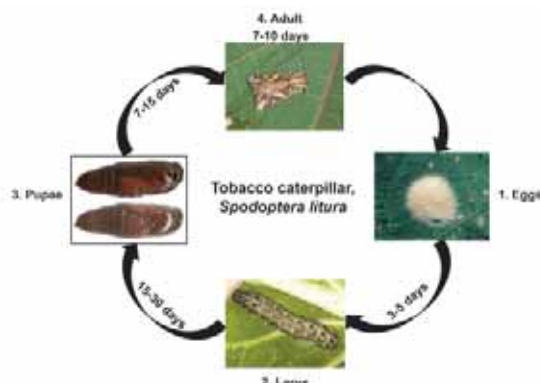 4. Adult
7-10 days
7-15 days
3. Pupae
Tobacco caterpillar,
Spodoptera litura
1. Eggs
15-30 days
3-5 days
2. Larva